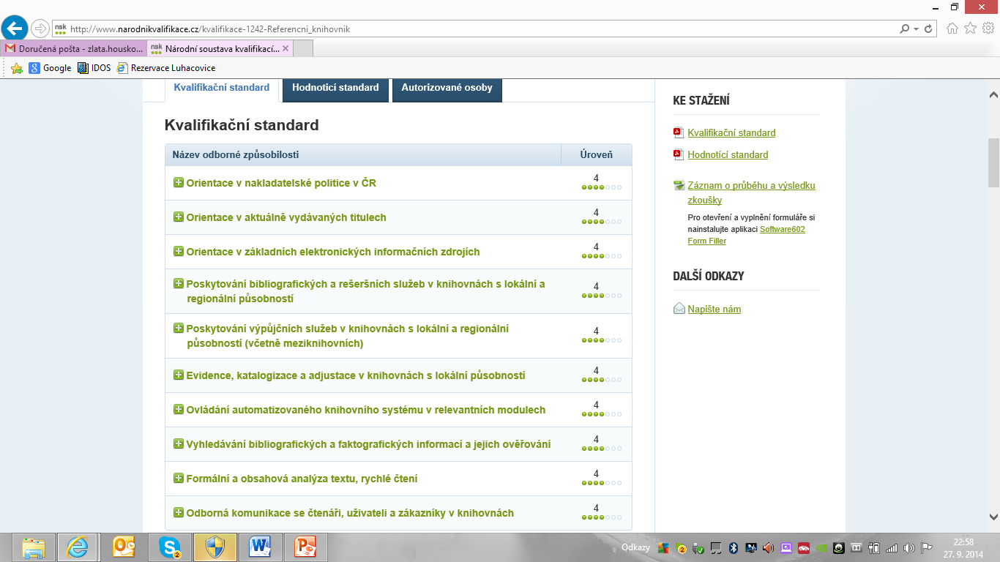 nsk
http://www.narodnikvalifikace.cz/kvalifikace-1242-Referencni_knihovnik
Doručená pošta - zlata.housko...
nsk
Národní soustava kvalifikací...
Google
IDOS
Rezervace Luhacovice
Kvalifikační standard
Hodnoticí standard
Autorizované osoby
Kvalifikační standard
Název odborné způsobilosti
Úroveň
Orientace v nakladatelské politice v ČR
4
Orientace v aktuálně vydávaných titulech
4
Orientace v základních elektronických informačních zdrojích
4
Poskytování bibliografických a rešeršních služeb v knihovnách s lokální a
regionální působností
4
Poskytování výpůjčních služeb v knihovnách s lokální a regionální
působností (včetně meziknihovních)
4
Evidence, katalogizace a adjustace v knihovnách s lokální působností
4
Ovládání automatizovaného knihovního systému v relevantních modulech
4
Vyhledávání bibliografických a faktografických informací a jejich ověřování
4
Formální a obsahová analýza textu, rychlé čtení
4
Odborná komunikace se čtenáři, uživateli a zákazníky v knihovnách
4
KE STAŽENÍ
Kvalifikační standard
Hodnotící standard
Záznam o průběhu a výsledku
zkoušky
Pro otevření a vyplnění formuláře si
nainstalujte aplikaci Software602
Form Filler
DALŠÍ ODKAZY
Napište nám
Odkazy
22:58
27. 9. 2014